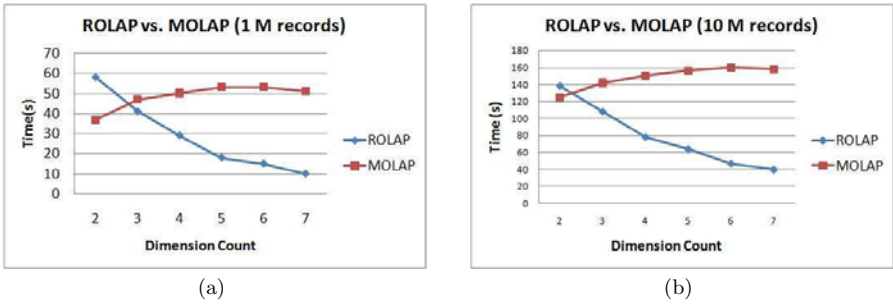 ROLAP vs. MOLAP (1 M records)
70
60
50
40
30
20
10
0
Time(s)
2 3 4 5 6 7
Dimension Count
ROLAP
MOLAP
(a)
ROLAP vs. MOLAP (10 M records)
180
160
140
120
100
80
60
40
20
0
Time (s)
2 3 4 5 6 7
Dimension Count
ROLAP
MOLAP
(b)